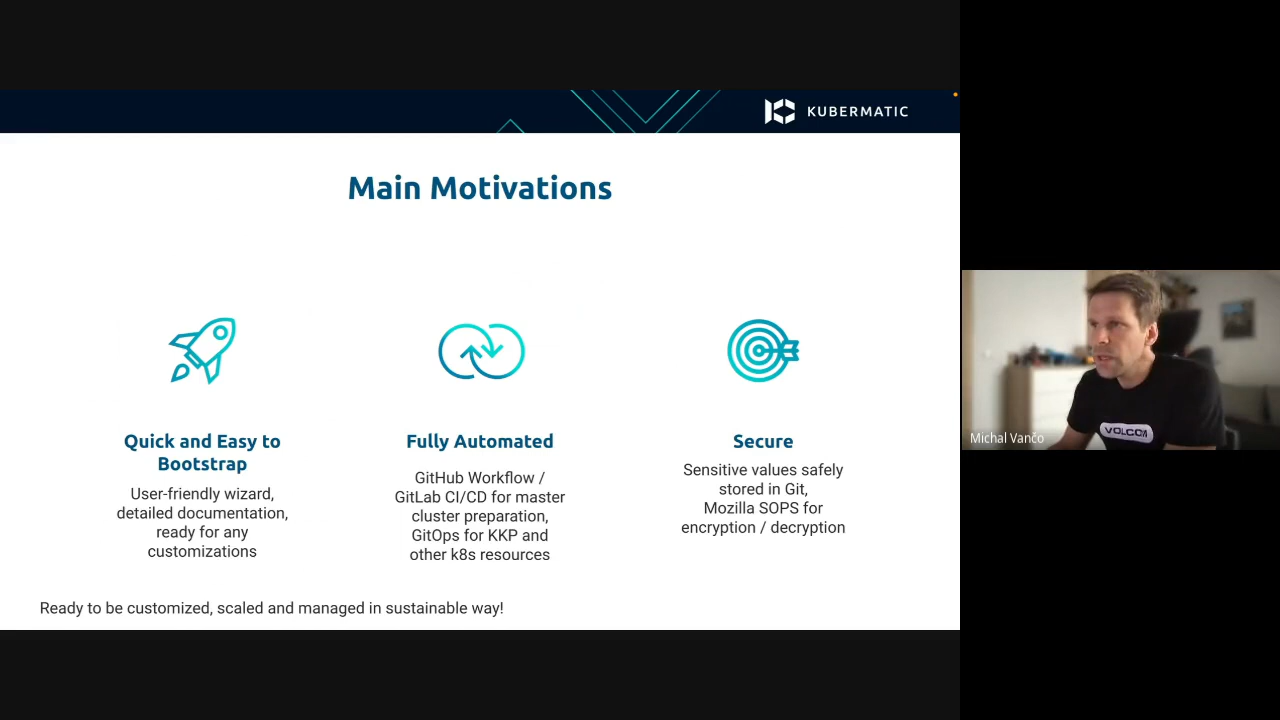 KUBERMATIC
Main Motivations
Quick and Easy to
Bootstrap
User-friendly wizard,
detailed documentation,
ready for any
customizations
Fully Automated
GitHub Workflow /
GitLab CI/CD for master
cluster preparation,
GitOps for KKP and
other k8s resources
Secure
Sensitive values safely
stored in Git,
Mozilla SOPS for
encryption / decryption
Ready to be customized, scaled and managed in sustainable way!
VOLCOM
Michal Vančo